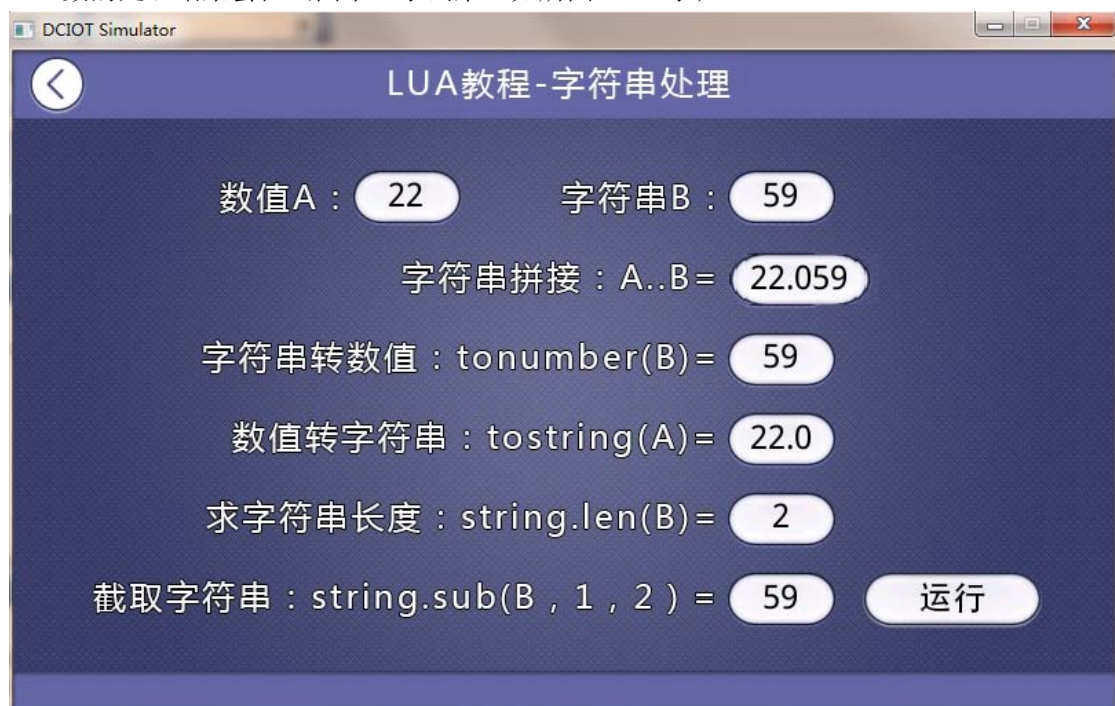 DCIOT Simulator
LUA教程-字符串处理
数值A：22 字符串B：59
字符串拼接：A..B= 22.059
字符串转数值：tonumber(B)= 59
数值转字符串：tostring(A)= 22.0
求字符串长度：string.len(B)= 2
截取字符串：string.sub(B，1，2）= 59 运行